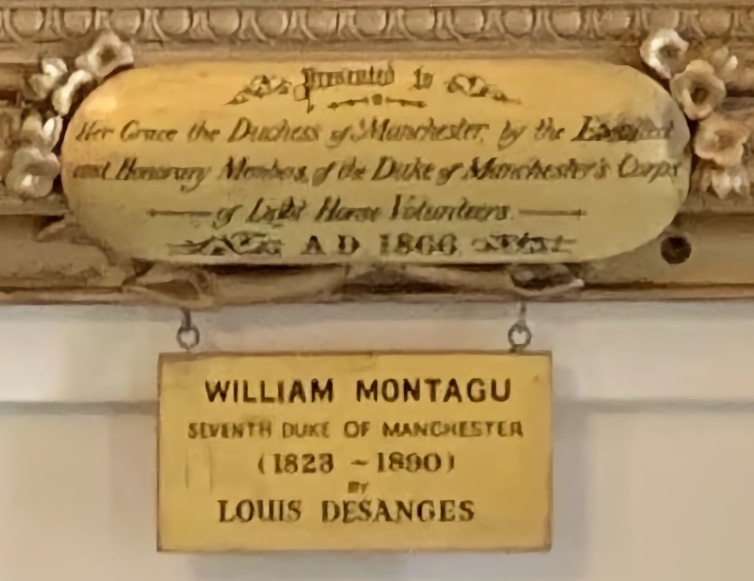 Presented to
Her Grace the Duchess of Manchester, by the Enrolled
and Honorary Members, of the Duke of Manchester's Corps
of Light Horse Volunteers.
A D 1866
WILLIAM MONTAGU
SEVENTH DUKE OF MANCHESTER
(1823 - 1890)
BY
LOUIS DESANGES